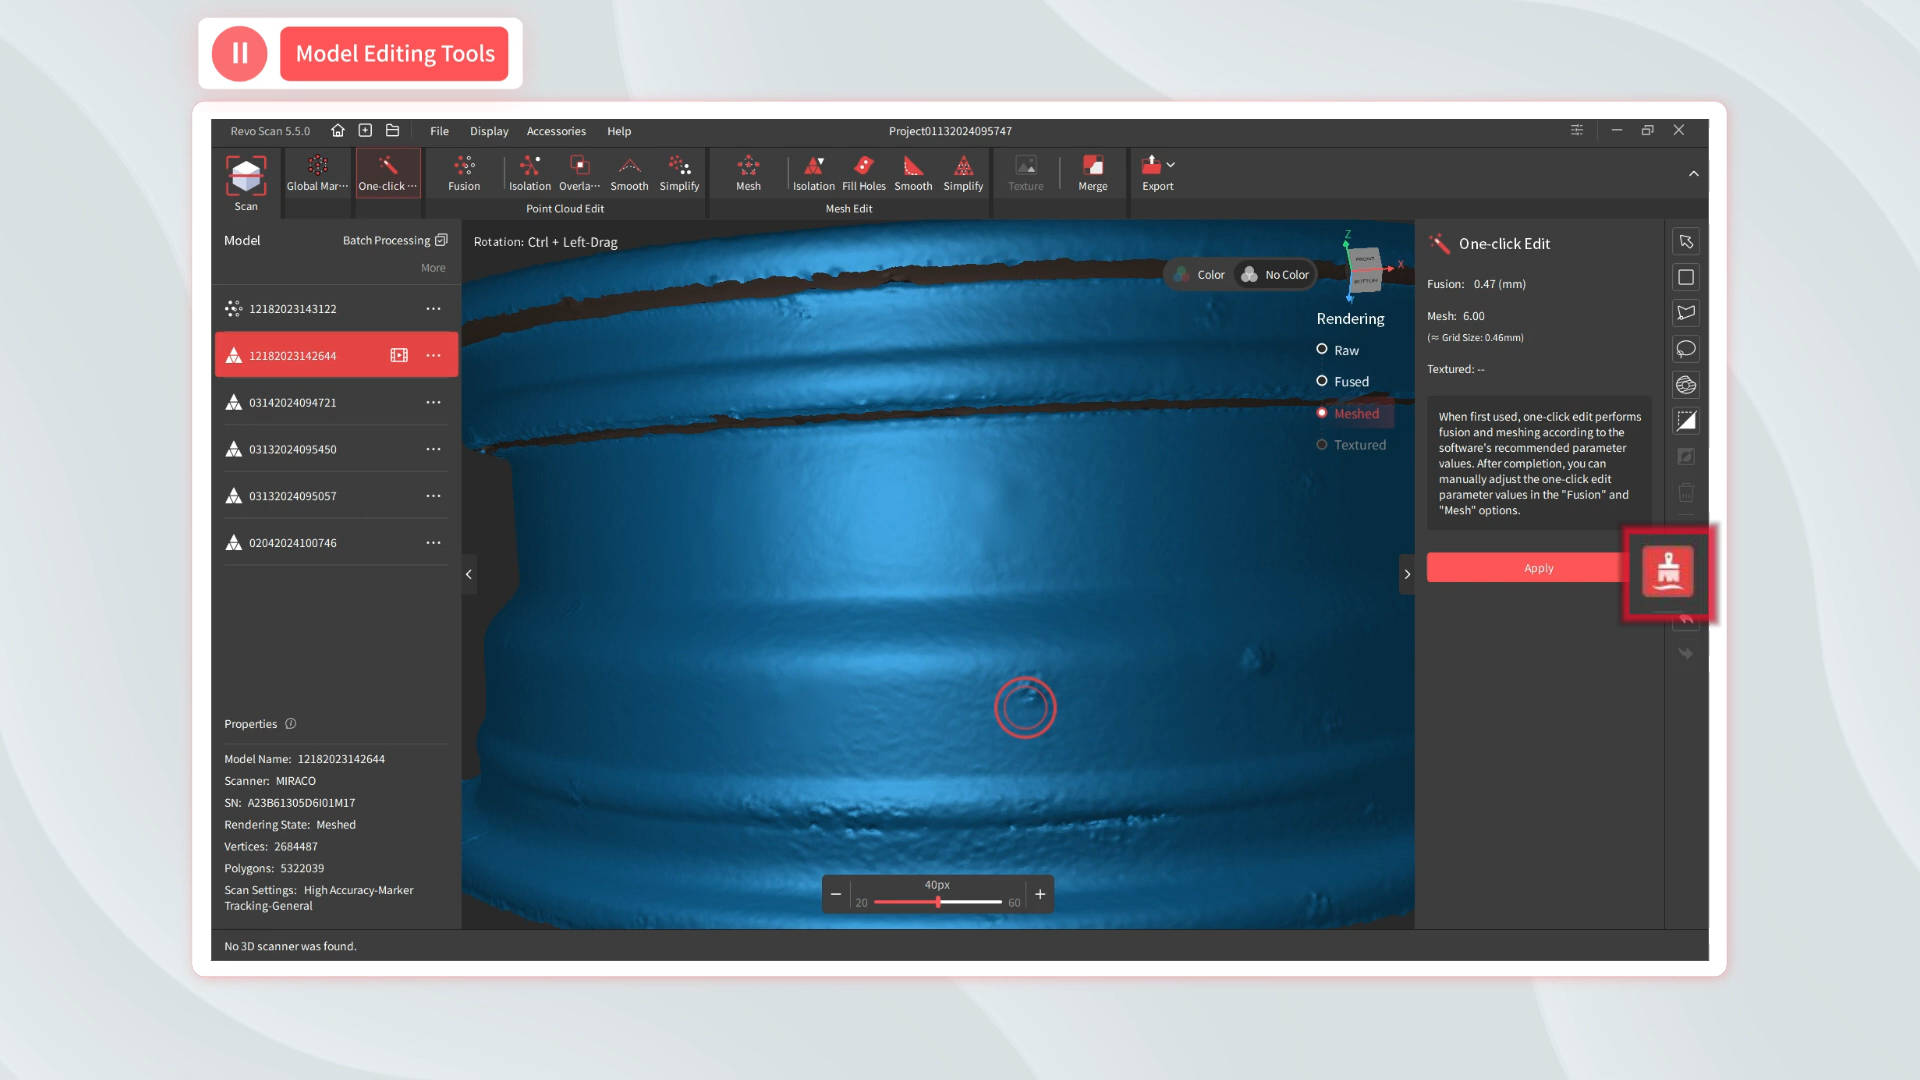 Model Editing Tools
Revo Scan 5.5.0
File
Display
Accessories
Help
Project01132024095747
Scan
Global Mar···
One-click ···
Fusion
Isolation
Overla···
Smooth
Simplify
Point Cloud Edit
Mesh
Isolation
Fill Holes
Smooth
Simplify
Mesh Edit
Texture
Merge
Export
Model
Batch Processing
More
12182023143122
12182023142644
03142024094721
03132024095450
03132024095057
02042024100746
Properties
Model Name: 12182023142644
Scanner: MIRACO
SN: A23B61305D6I01M17
Rendering State: Meshed
Vertices: 2684487
Polygons: 5322039
Scan Settings: High Accuracy-Marker
Tracking-General
No 3D scanner was found.
Rotation: Ctrl + Left-Drag
Color
No Color
Z
X
FRONT
BOTTOM
Rendering
Raw
Fused
Meshed
Textured
40px
20
60
One-click Edit
Fusion: 0.47 (mm)
Mesh: 6.00
(≈ Grid Size: 0.46mm)
Textured: --
When first used, one-click edit performs
fusion and meshing according to the
software's recommended parameter
values. After completion, you can
manually adjust the one-click edit
parameter values in the "Fusion" and
"Mesh" options.
Apply